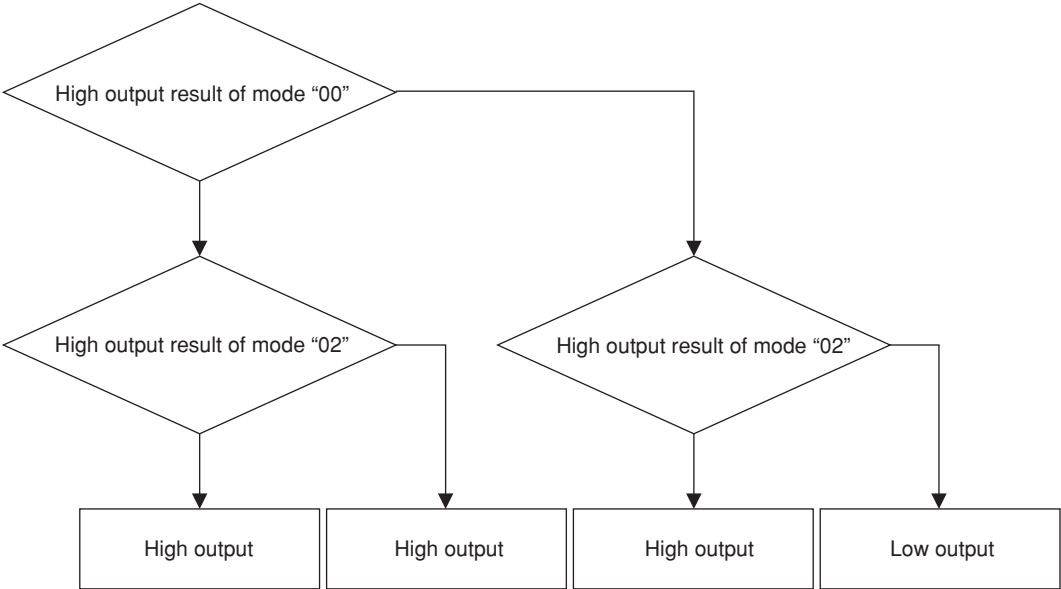 High output result of mode “00”
High output result of mode “02”
High output result of mode “02”
High output
High output
High output
Low output